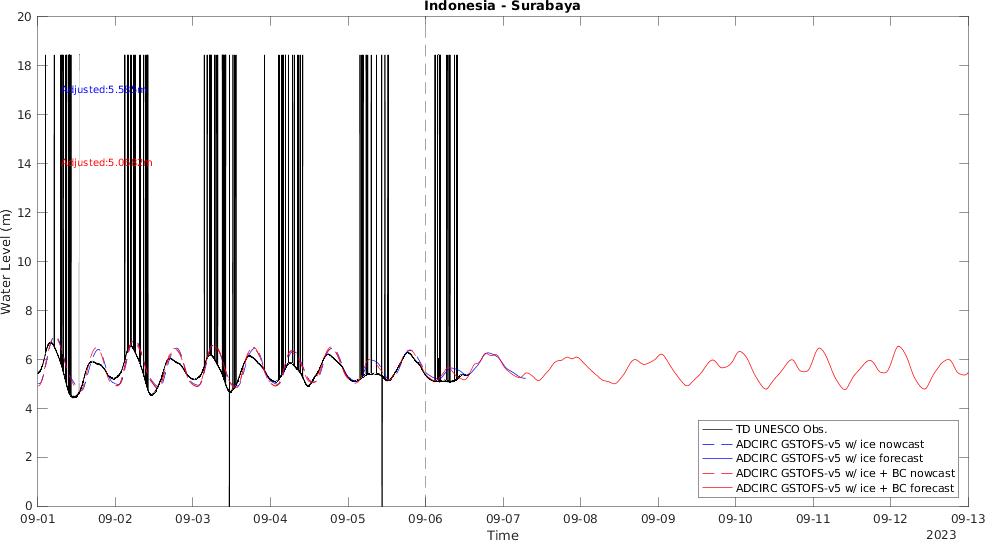 Indonesia - Surabaya
20
18
16
14
12
10
8
6
4
2
0
Water Level (m)
09-01 09-02 09-03 09-04 09-05 09-06 09-07 09-08 09-09 09-10 09-11 09-12 09-13
Time
2023
TD UNESCO Obs.
ADCIRC GSTOFS-v5 w/ ice nowcast
ADCIRC GSTOFS-v5 w/ ice forecast
ADCIRC GSTOFS-v5 w/ ice + BC nowcast
ADCIRC GSTOFS-v5 w/ ice + BC forecast